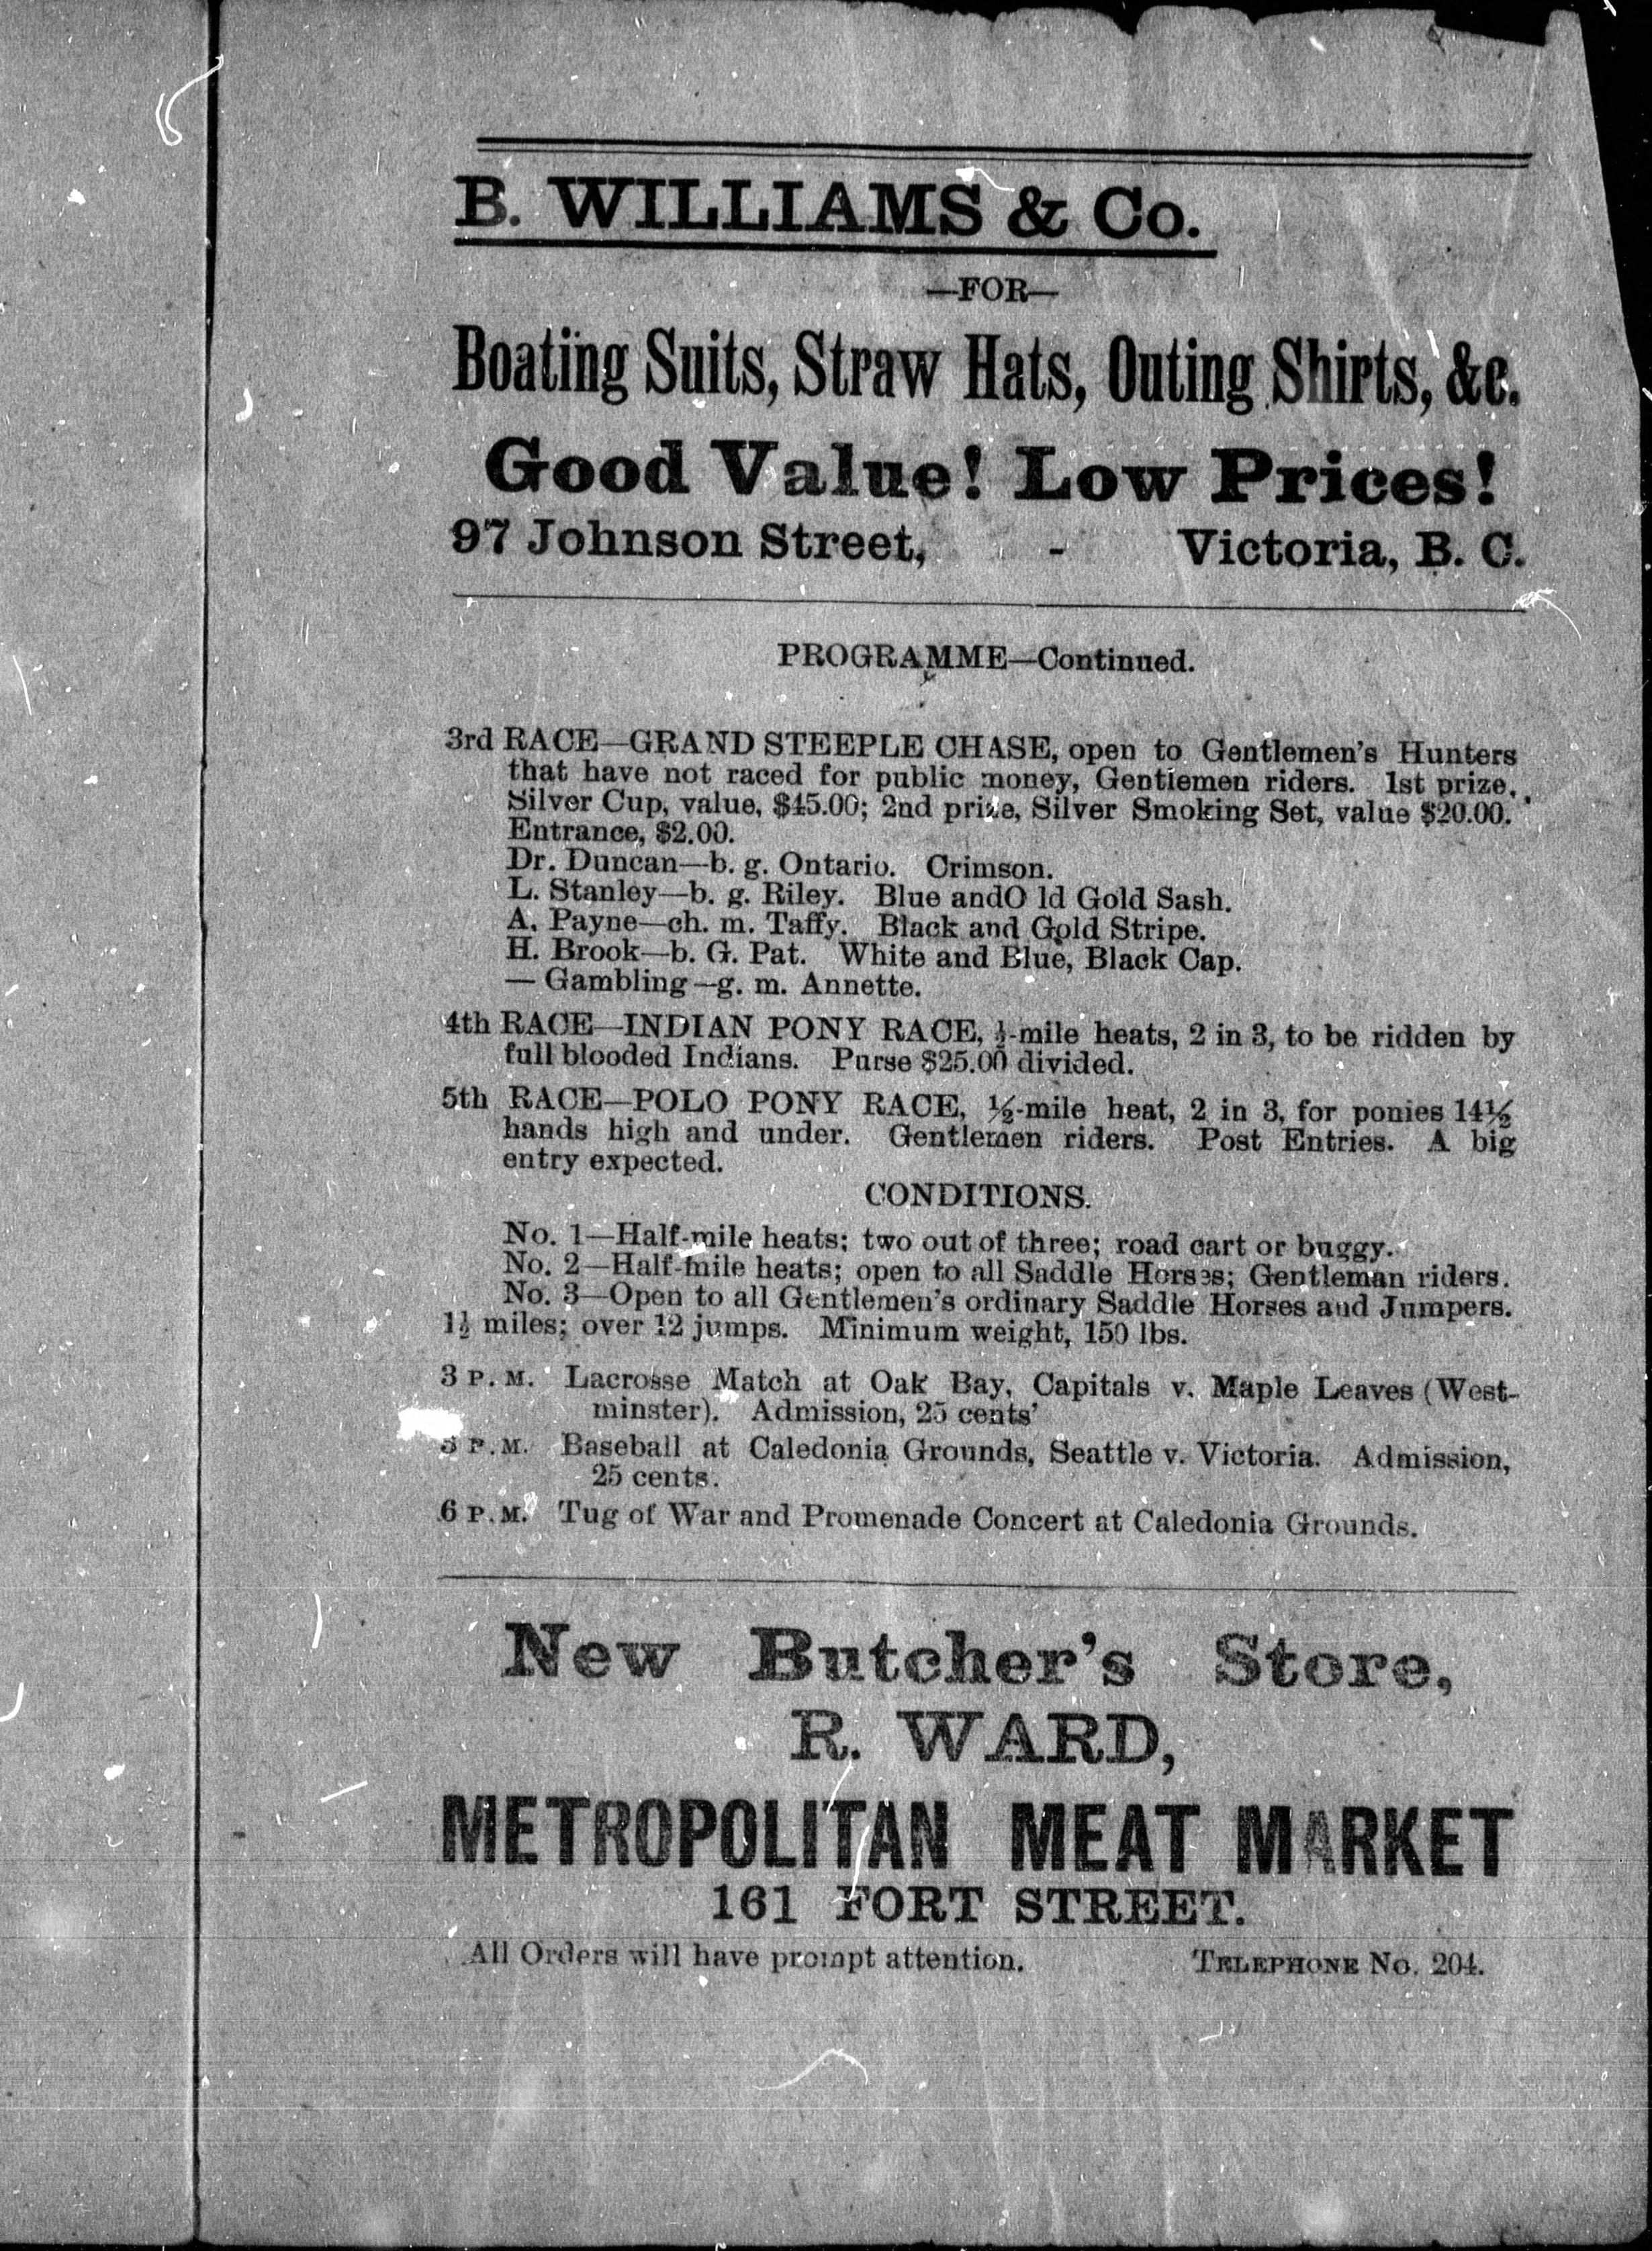 B. WILLIAMS & Co.
—FOR—
Boating Suits, Straw Hats, Outing Shirts, &c.
Good Value! Low Prices!
97 Johnson Street, - Victoria, B. C.
PROGRAMME—Continued.
3rd RACE—GRAND STEEPLE CHASE, open to Gentlemen's Hunters
that have not raced for public money, Gentlemen riders. 1st prize,
Silver Cup, value, $45.00; 2nd prize, Silver Smoking Set, value $20.00.
Entrance, $2.00.
Dr. Duncan—b. g. Ontario. Crimson.
L. Stanley—b. g. Riley. Blue andO ld Gold Sash.
A. Payne—ch. m. Taffy. Black and Gold Stripe.
H. Brook—b. G. Pat. White and Blue, Black Cap.
— Gambling—g. m. Annette.
4th RACE—INDIAN PONY RACE, ½-mile heats, 2 in 3, to be ridden by
full blooded Indians. Purse $25.00 divided.
5th RACE—POLO PONY RACE, ½-mile heat, 2 in 3, for ponies 14½
hands high and under. Gentlemen riders. Post Entries. A big
entry expected.
CONDITIONS.
No. 1—Half-mile heats; two out of three; road cart or buggy.
No. 2—Half-mile heats; open to all Saddle Horses; Gentleman riders.
No. 3—Open to all Gentlemen's ordinary Saddle Horses and Jumpers.
1½ miles; over 12 jumps. Minimum weight, 150 lbs.
3 P. M. Lacrosse Match at Oak Bay, Capitals v. Maple Leaves (West-
minster). Admission, 25 cents'
P.M. Baseball at Caledonia Grounds, Seattle v. Victoria. Admission,
25 cents.
6 P.M. Tug of War and Promenade Concert at Caledonia Grounds.
New Butcher's Store,
R. WARD,
METROPOLITAN MEAT MARKET
161 FORT STREET.
All Orders will have prompt attention. TELEPHONE No. 204.